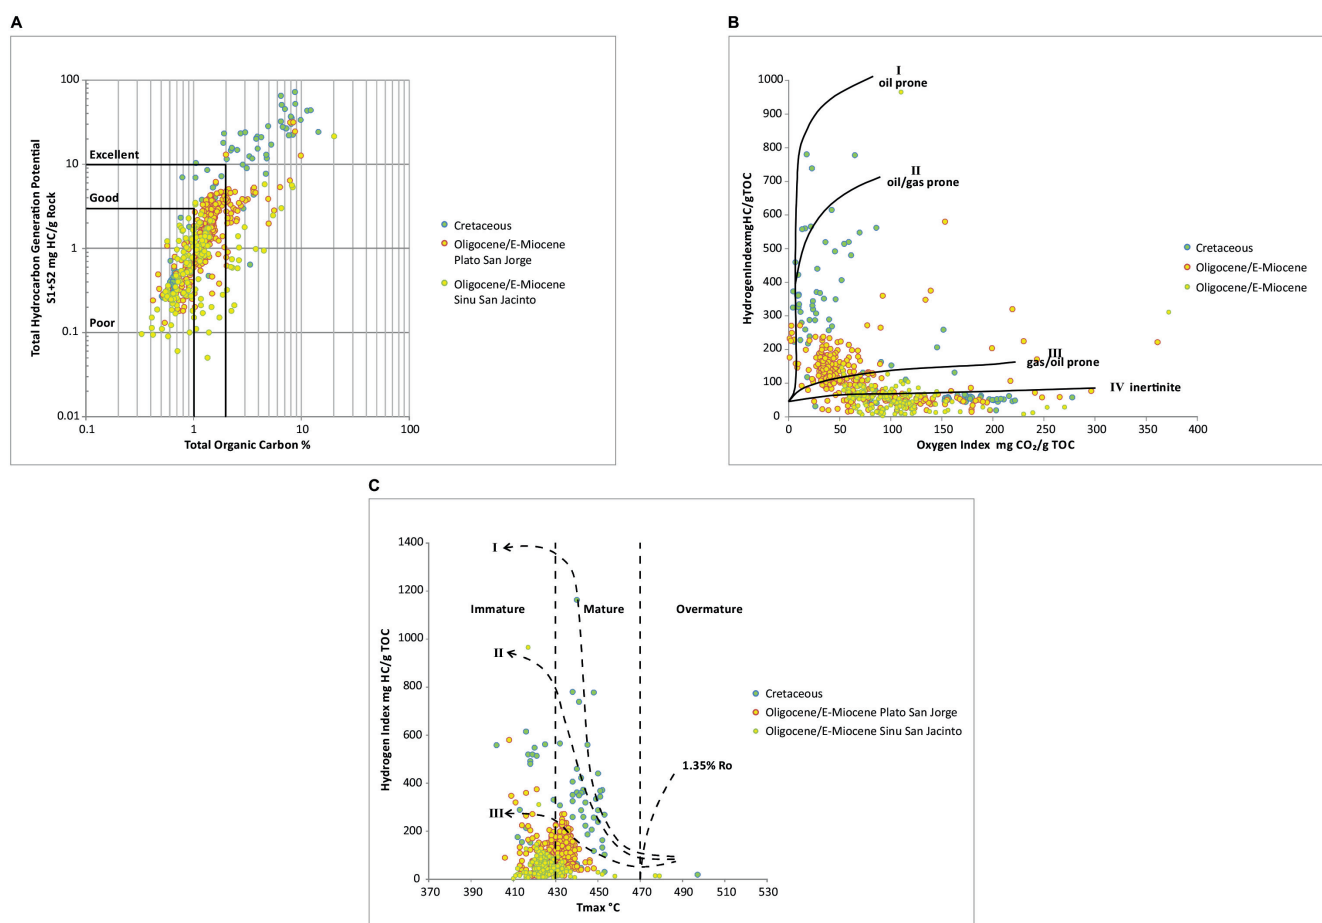 A
100
10
1
0.1
0.01
0.1
1
10
100
Excellent
Good
Poor
Total Hydrocarbon Generation Potential
S1+S2 mg HC/g Rock
Total Organic Carbon %
Cretaceous
Oligocene/E-Miocene
Plato San Jorge
Oligocene/E-Miocene
Sinu San Jacinto
B
1000
900
800
700
600
500
400
300
200
100
0
0
50
100
150
200
250
300
400
HydrogenIndexmgHC/gTOC
Oxygen Index mg CO₂/g TOC
I
oil prone
II
oil/gas prone
III
gas/oil prone
IV inertinite
Cretaceous
Oligocene/E-Miocene
Oligocene/E-Miocene
C
1400
1200
1000
800
600
400
200
0
370
390
410
430
450
470
490
510
530
Hydrogen Index mg HC/g TOC
Tmax °C
I
II
III
Immature
Mature
Overmature
1.35% Ro
Cretaceous
Oligocene/E-Miocene Plato San Jorge
Oligocene/E-Miocene Sinu San Jacinto